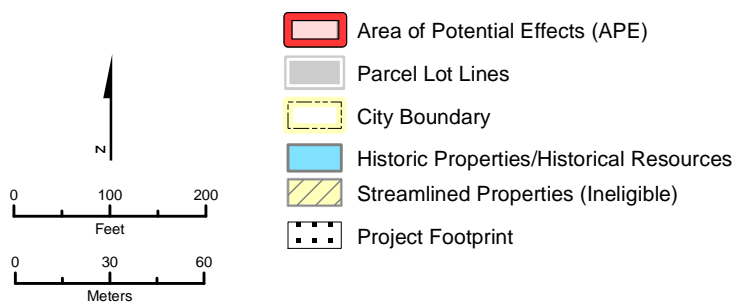 Area of Potential Effects (APE)
Parcel Lot Lines
City Boundary
Historic Properties/Historical Resources
Streamlined Properties (Ineligible)
Project Footprint
N
0 100 200
Feet
0 30 60
Meters